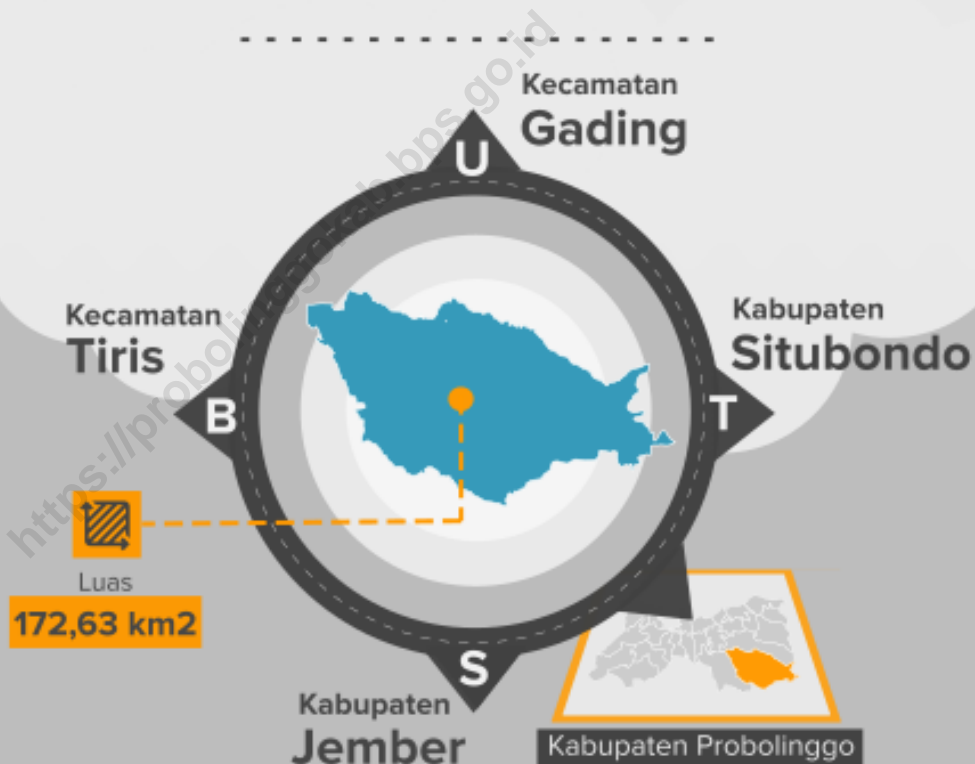 https://probolinggokab.bps.go.id
Kecamatan
Gading
U
Kecamatan
Tiris
B
Kabupaten
Situbondo
T
Luas
172,63 km2
S
Kabupaten
Jember
Kabupaten Probolinggo